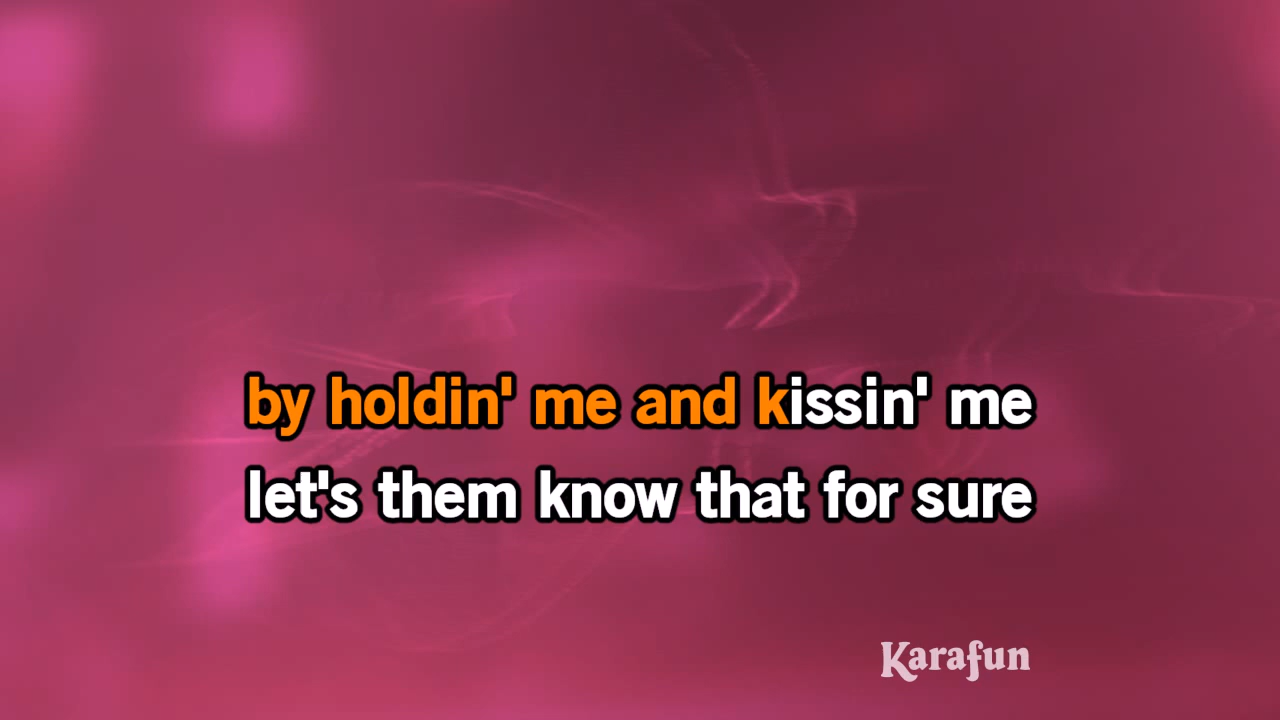 by holdin' me and kissin' me
let's them know that for sure
Karafun